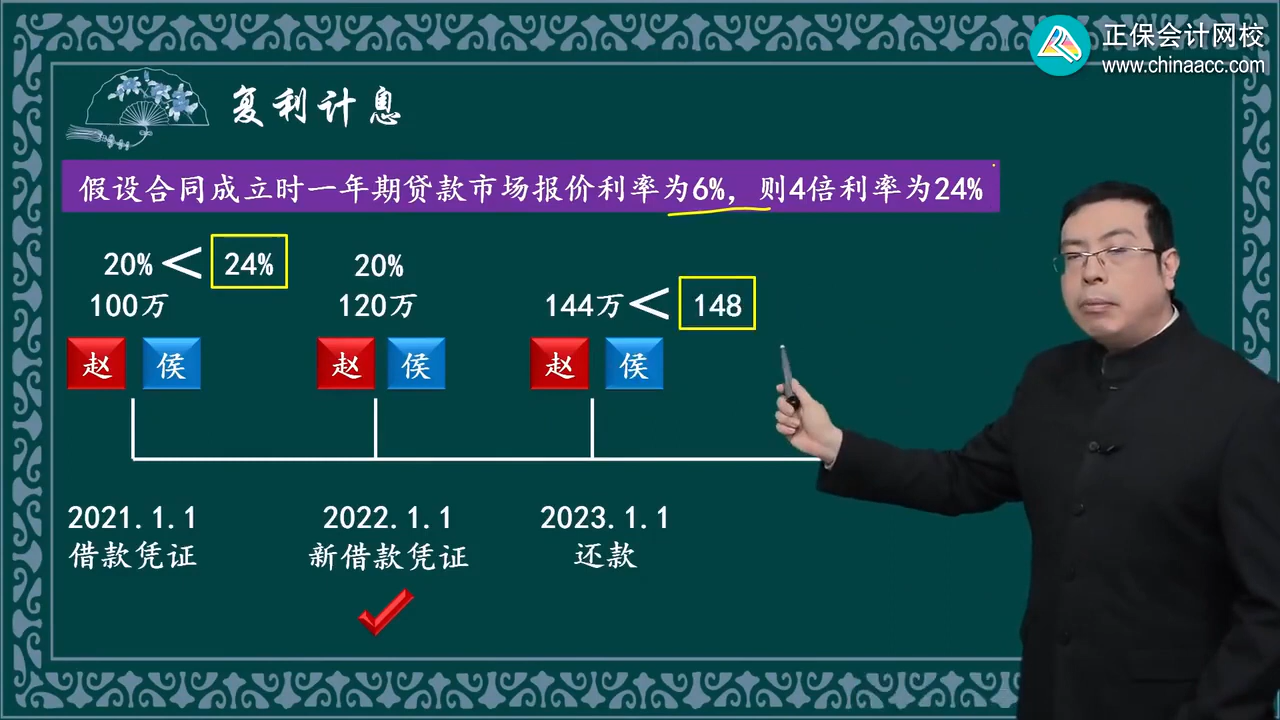 正保会计网校
www.chinaacc.com
复利计息
假设合同成立时一年期贷款市场报价利率为6%，则4倍利率为24%
20% < 24% 20%
100万 120万 144万 < 148
赵 侯 赵 侯 赵 侯
2021.1.1 2022.1.1 2023.1.1
借款凭证 新借款凭证 还款